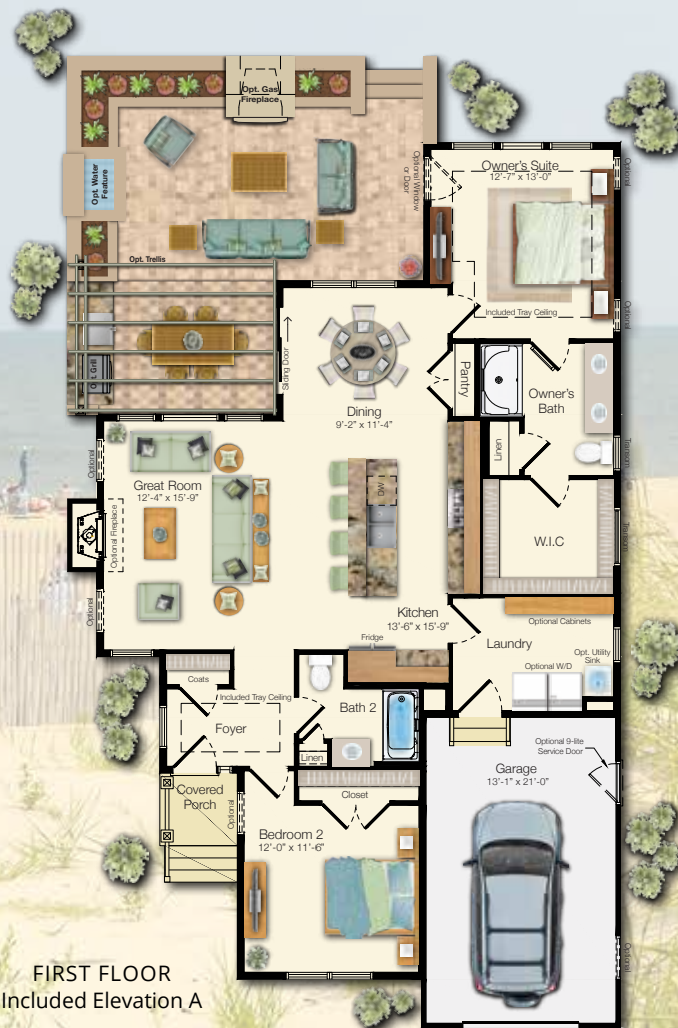 Opt. Gas
Fireplace
Opt. Water
Feature
Optional Window
or Door
Owner's Suite
12'-7" x 13'-0"
Optional
Opt. Trellis
Included Tray Ceiling
Optional
Opt. Grill
Sliding Door
Pantry
Owner's
Bath
Dining
9'-2" x 11'-4"
Linen
Transom
Optional
Great Room
12'-4" x 15'-9"
DW
Optional Fireplace
W.I.C
Transom
Optional
Kitchen
13'-6" x 15'-9"
Fridge
Optional Cabinets
Laundry
Optional W/D
Opt. Utility
Sink
Coats
Included Tray Ceiling
Foyer
Bath 2
Linen
Optional 9-lite
Service Door
Garage
13'-1" x 21'-0"
Covered
Porch
Optional
Closet
Bedroom 2
12'-0" x 11'-6"
Optional
FIRST FLOOR
Included Elevation A